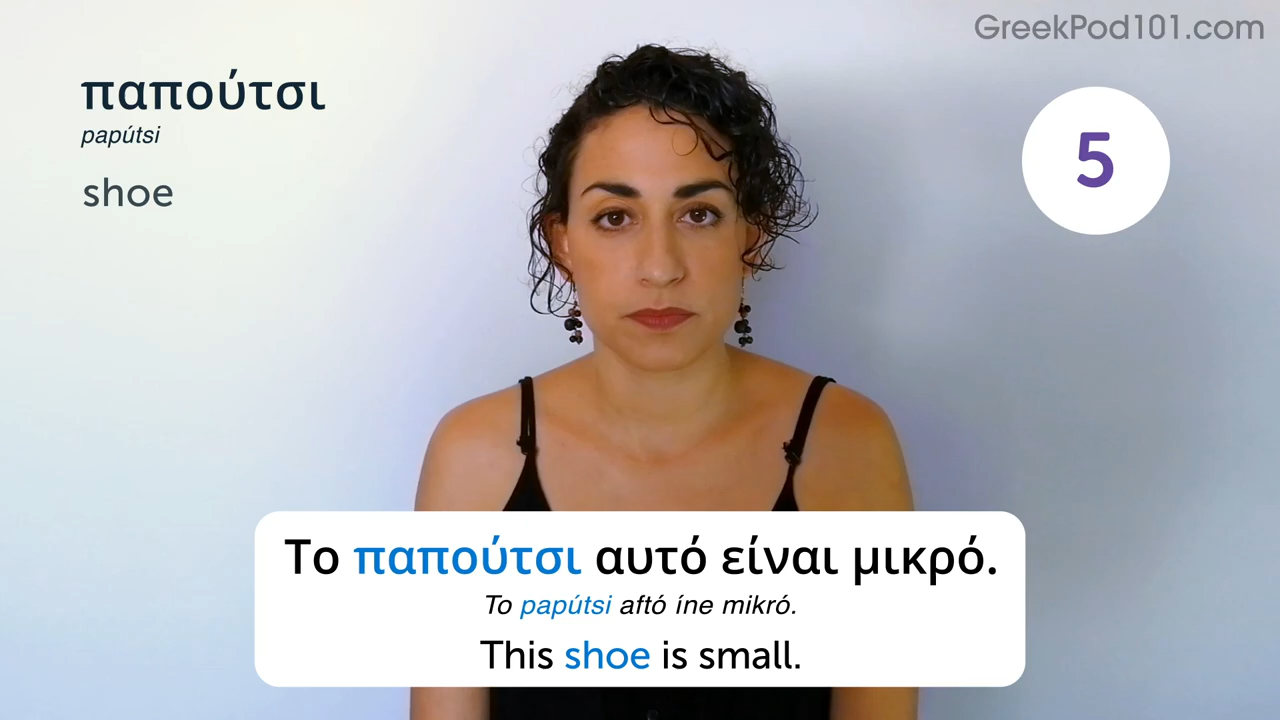 GreekPod101.com
παπούτσι
papútsi
shoe
5
Το παπούτσι αυτό είναι μικρό.
To papútsi aftó íne mikró.
This shoe is small.